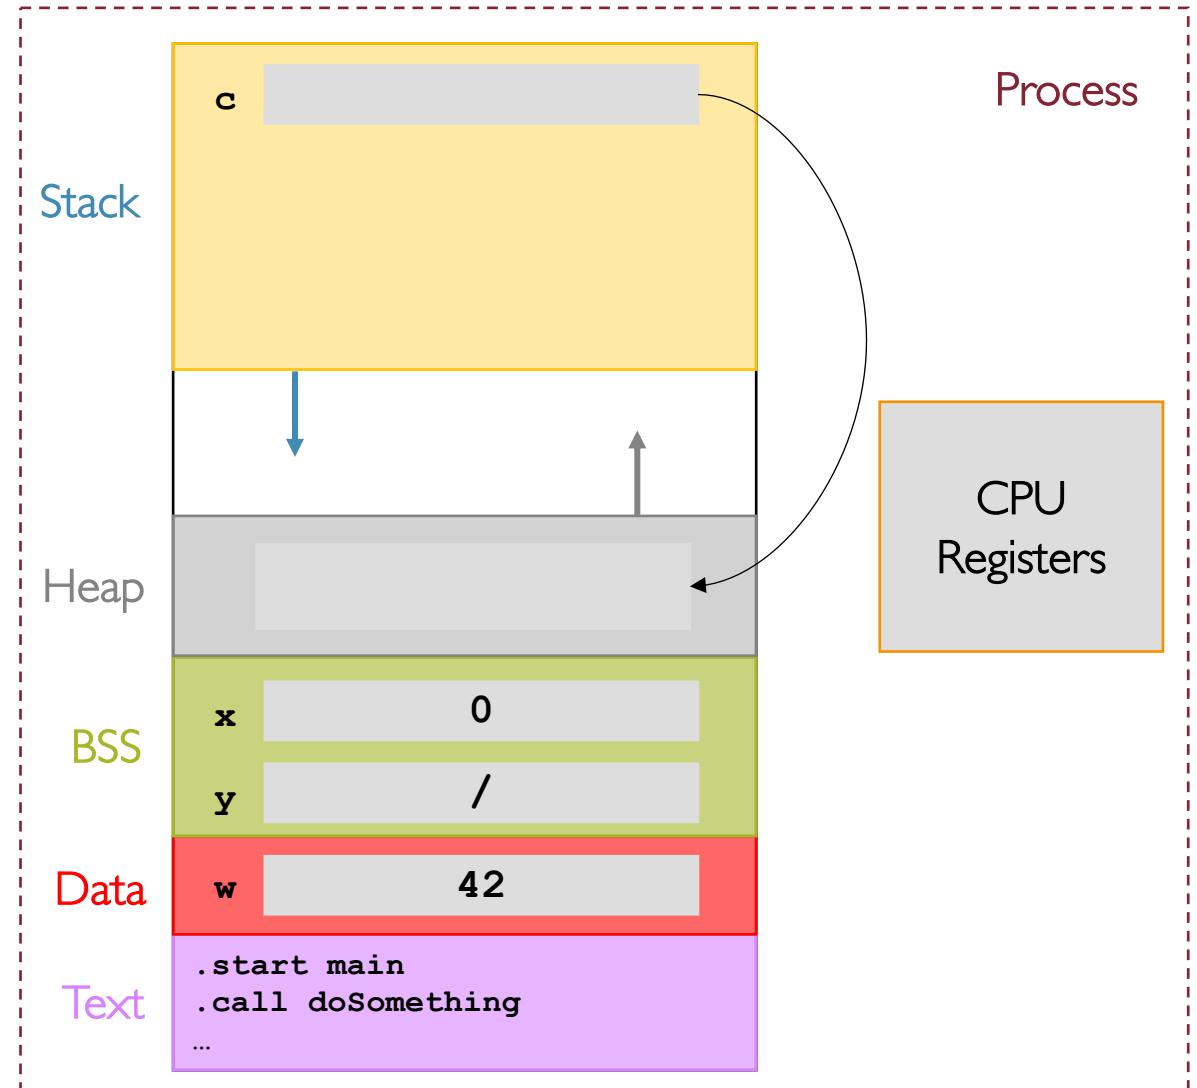 Process
c
Stack
CPU
Registers
Heap
x 0
BSS
y /
Data w 42
Text
.start main
.call doSomething
…